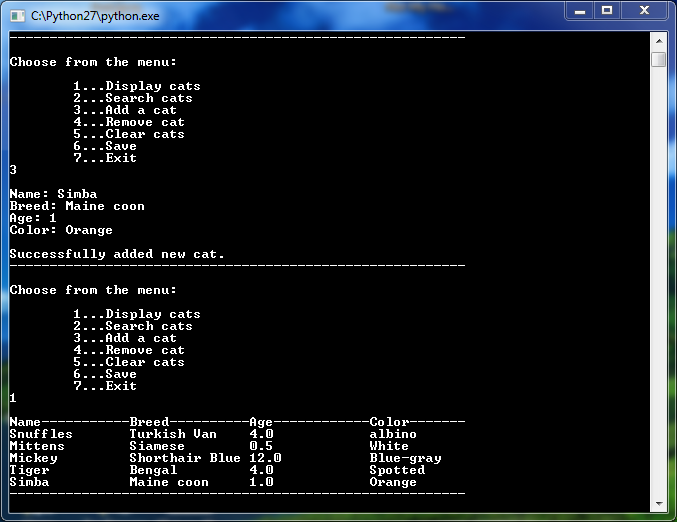 C:\Python27\python.exe
---------------------------------------------------------
Choose from the menu:
1...Display cats
2...Search cats
3...Add a cat
4...Remove cat
5...Clear cats
6...Save
7...Exit
3
Name: Simba
Breed: Maine coon
Age: 1
Color: Orange
Successfully added new cat.
---------------------------------------------------------
Choose from the menu:
1...Display cats
2...Search cats
3...Add a cat
4...Remove cat
5...Clear cats
6...Save
7...Exit
1
Name-----------Breed----------Age------------Color-------
Snuffles       Turkish Van    4.0            albino
Mittens        Siamese        0.5            White
Mickey         Shorthair Blue 12.0           Blue-gray
Tiger          Bengal         4.0            Spotted
Simba          Maine coon     1.0            Orange
---------------------------------------------------------